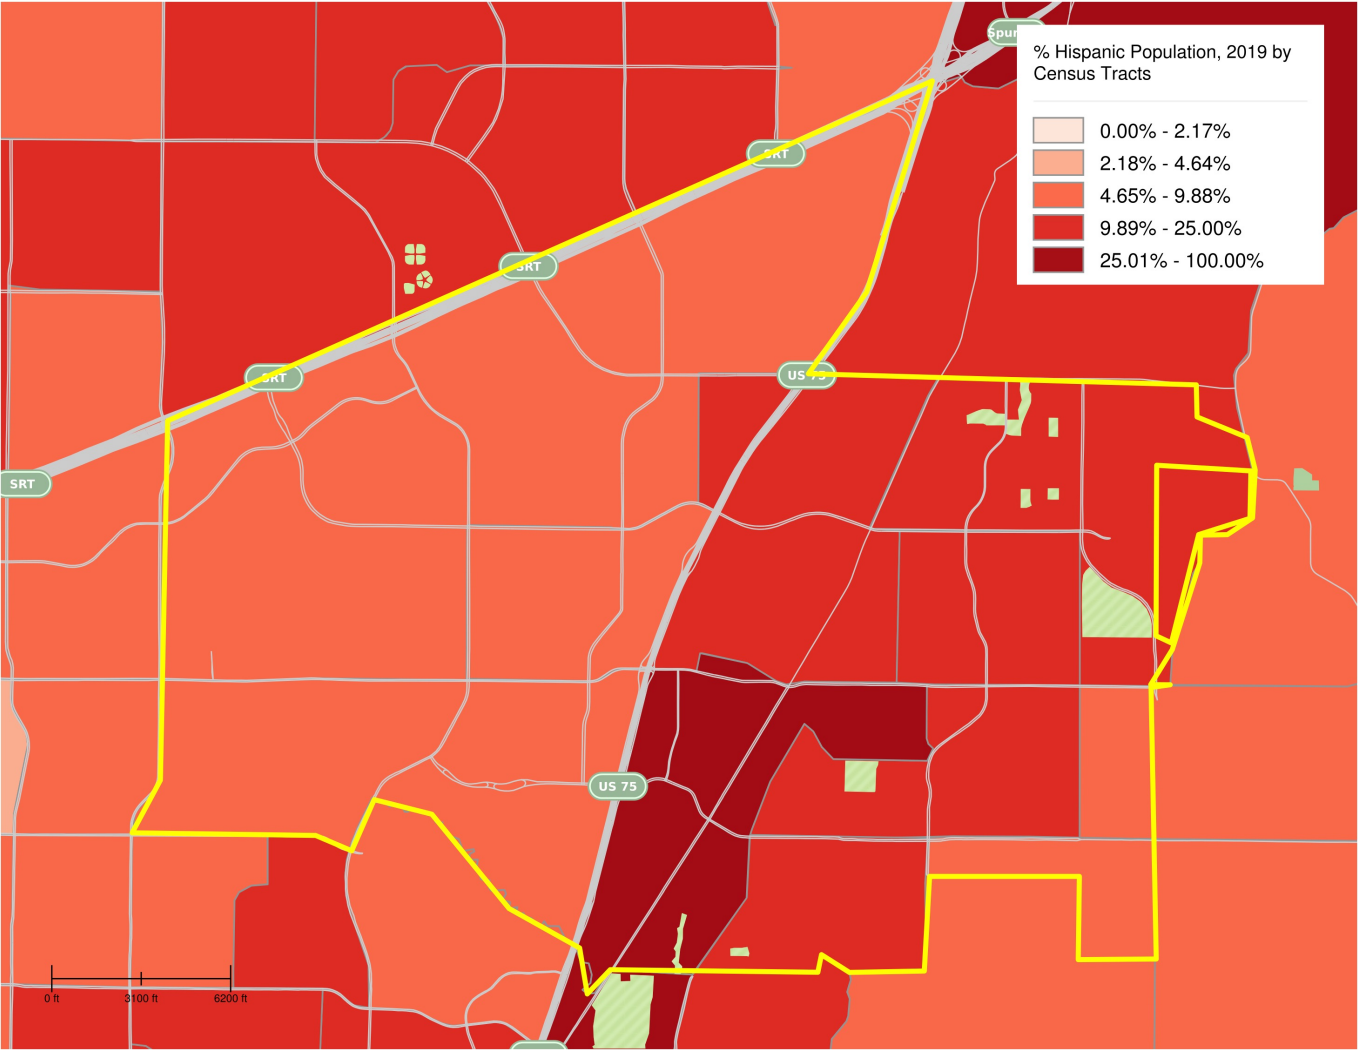 Spur
% Hispanic Population, 2019 by
Census Tracts
0.00% - 2.17%
2.18% - 4.64%
4.65% - 9.88%
9.89% - 25.00%
25.01% - 100.00%
SRT
SRT
SRT
US 75
SRT
US 75
0 ft
3100 ft
6200 ft